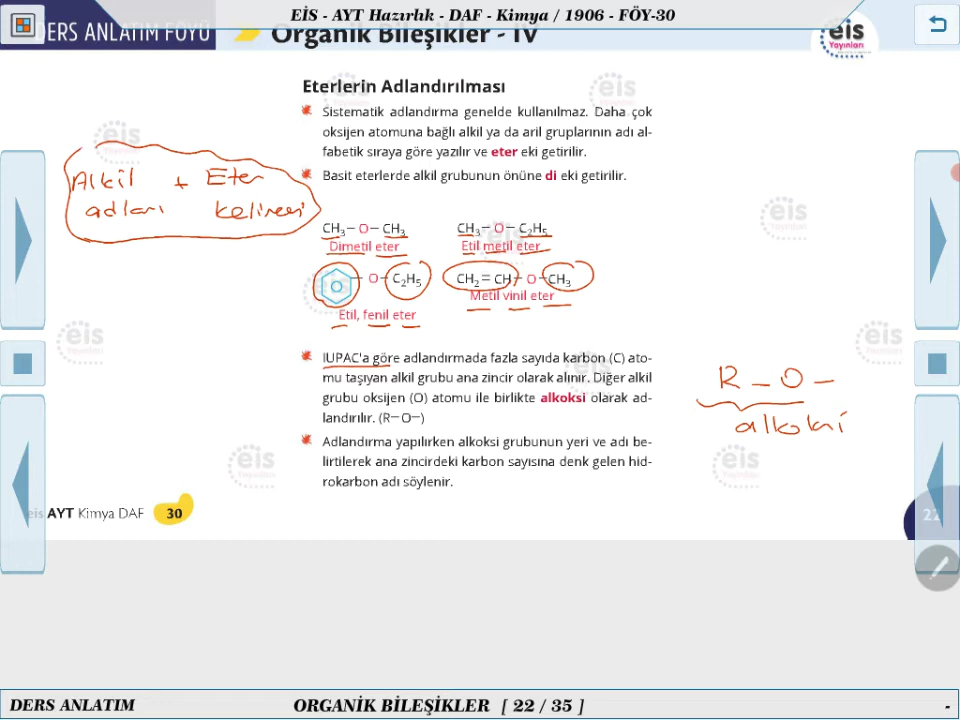 EİS - AYT Hazırlık - DAF - Kimya / 1906 - FÖY-30
DERS ANLATIM FÖYÜ
Organik Bileşikler - IV
eis
Yayınları
Eterlerin Adlandırılması
Sistematik adlandırma genelde kullanılmaz. Daha çok
oksijen atomuna bağlı alkil ya da aril gruplarının adı al-
fabetik sıraya göre yazılır ve eter eki getirilir.
Basit eterlerde alkil grubunun önüne di eki getirilir.
Alkil + Eter
adları kelimesi
CH₃ – O – CH₃
Dimetil eter
CH₃ – O – C₂H₅
Etil metil eter
O – C₂H₅
Etil, fenil eter
CH₂ = CH – O – CH₃
Metil vinil eter
IUPAC'a göre adlandırmada fazla sayıda karbon (C) ato-
mu taşıyan alkil grubu ana zincir olarak alınır. Diğer alkil
grubu oksijen (O) atomu ile birlikte alkoksi olarak ad-
landırılır. (R–O–)
Adlandırma yapılırken alkoksi grubunun yeri ve adı be-
lirtilerek ana zincirdeki karbon sayısına denk gelen hid-
rokarbon adı söylenir.
R – O –
alkoksi
eis AYT Kimya DAF 30
22
DERS ANLATIM
ORGANİK BİLEŞİKLER [ 22 / 35 ]
-